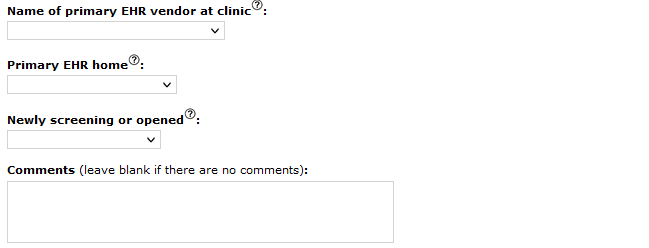 Name of primary EHR vendor at clinic?:
Primary EHR home?:
Newly screening or opened?:
Comments (leave blank if there are no comments):